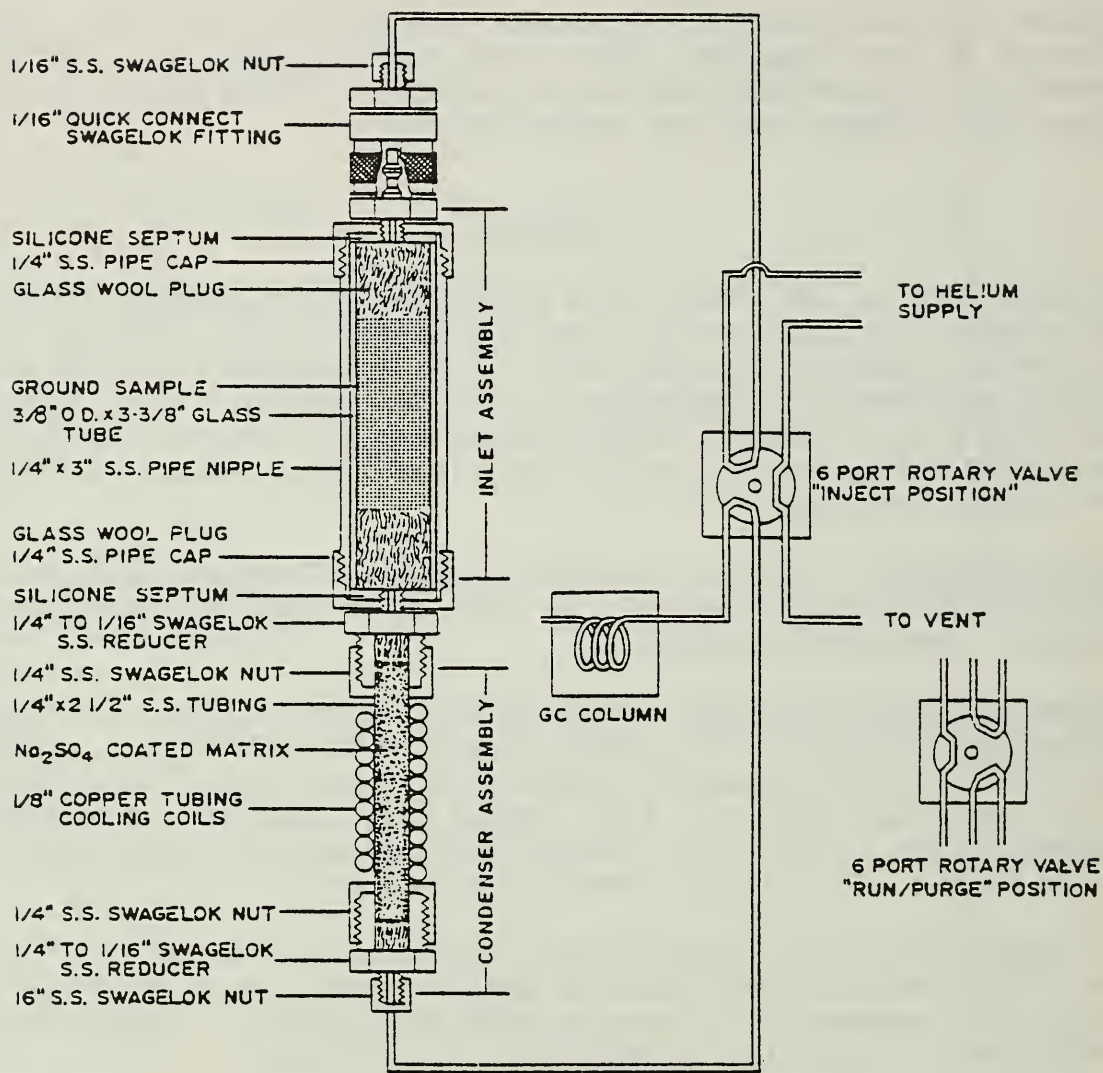 1/16" S.S. SWAGELOK NUT
1/16" QUICK CONNECT
SWAGELOK FITTING
SILICONE SEPTUM
1/4" S.S. PIPE CAP
GLASS WOOL PLUG
GROUND SAMPLE
3/8" O.D. x 3-3/8" GLASS
TUBE
1/4" x 3" S.S. PIPE NIPPLE
GLASS WOOL PLUG
1/4" S.S. PIPE CAP
SILICONE SEPTUM
1/4" TO 1/16" SWAGELOK
S.S. REDUCER
1/4" S.S. SWAGELOK NUT
1/4" x 2 1/2" S.S. TUBING
Na₂SO₄ COATED MATRIX
1/8" COPPER TUBING
COOLING COILS
1/4" S.S. SWAGELOK NUT
1/4" TO 1/16" SWAGELOK
S.S. REDUCER
16" S.S. SWAGELOK NUT
INLET ASSEMBLY
CONDENSER ASSEMBLY
TO HELIUM
SUPPLY
6 PORT ROTARY VALVE
"INJECT POSITION"
TO VENT
GC COLUMN
6 PORT ROTARY VALVE
"RUN/PURGE" POSITION